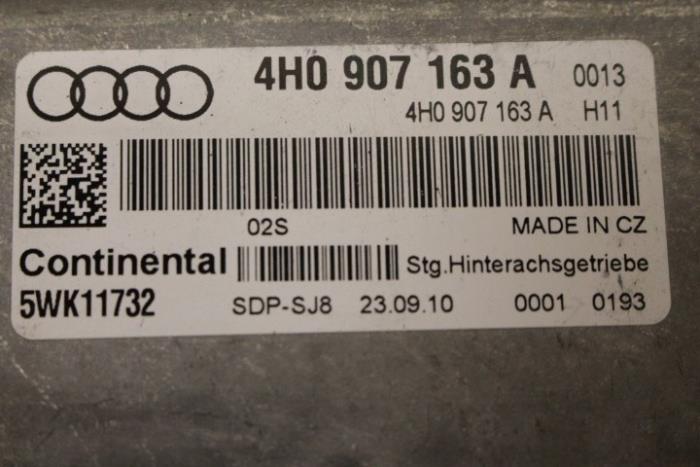 4H0 907 163 A 0013
4H0 907 163 A H11
02S MADE IN CZ
Continental Stg.Hinterachsgetriebe
5WK11732 SDP-SJ8 23.09.10 0001 0193